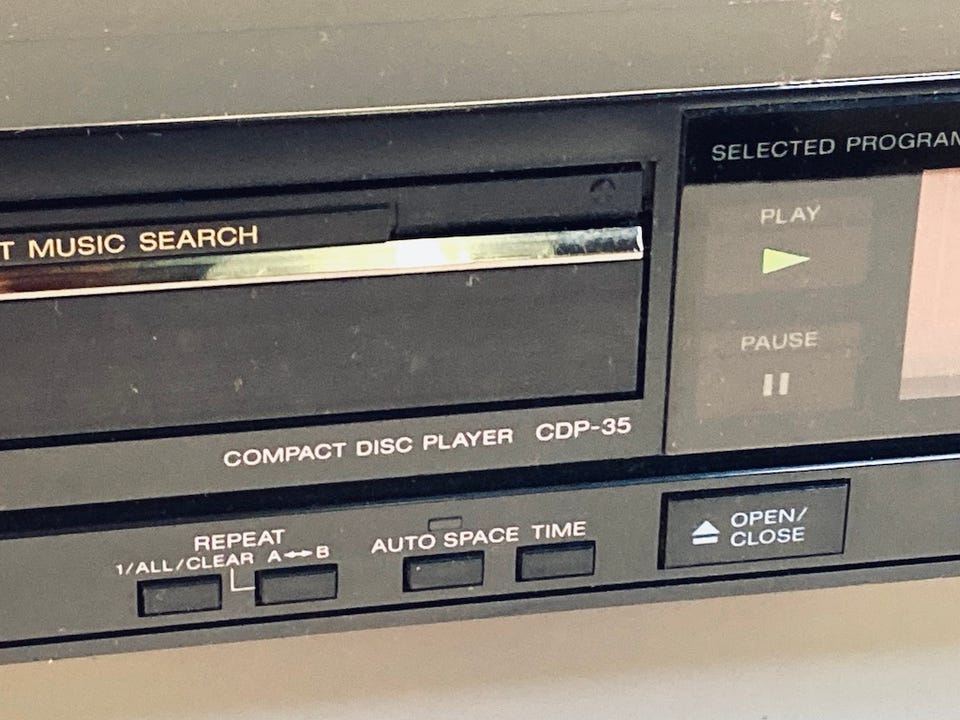 SELECTED
PLAY
T MUSIC SEARCH
PAUSE
COMPACT DISC PLAYER CDP-35
REPEAT
1/ALL/CLEAR A↔B
AUTO SPACE TIME
OPEN/
CLOSE